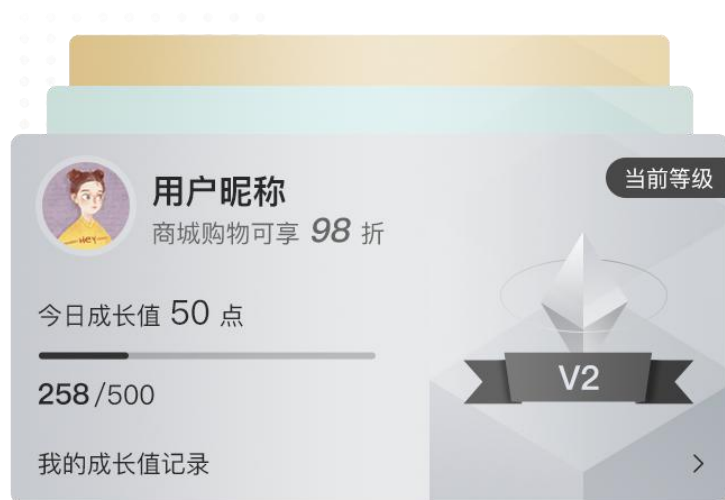 用户昵称
当前等级
商城购物可享 98 折
HEY
今日成长值 50 点
258/500
V2
我的成长值记录